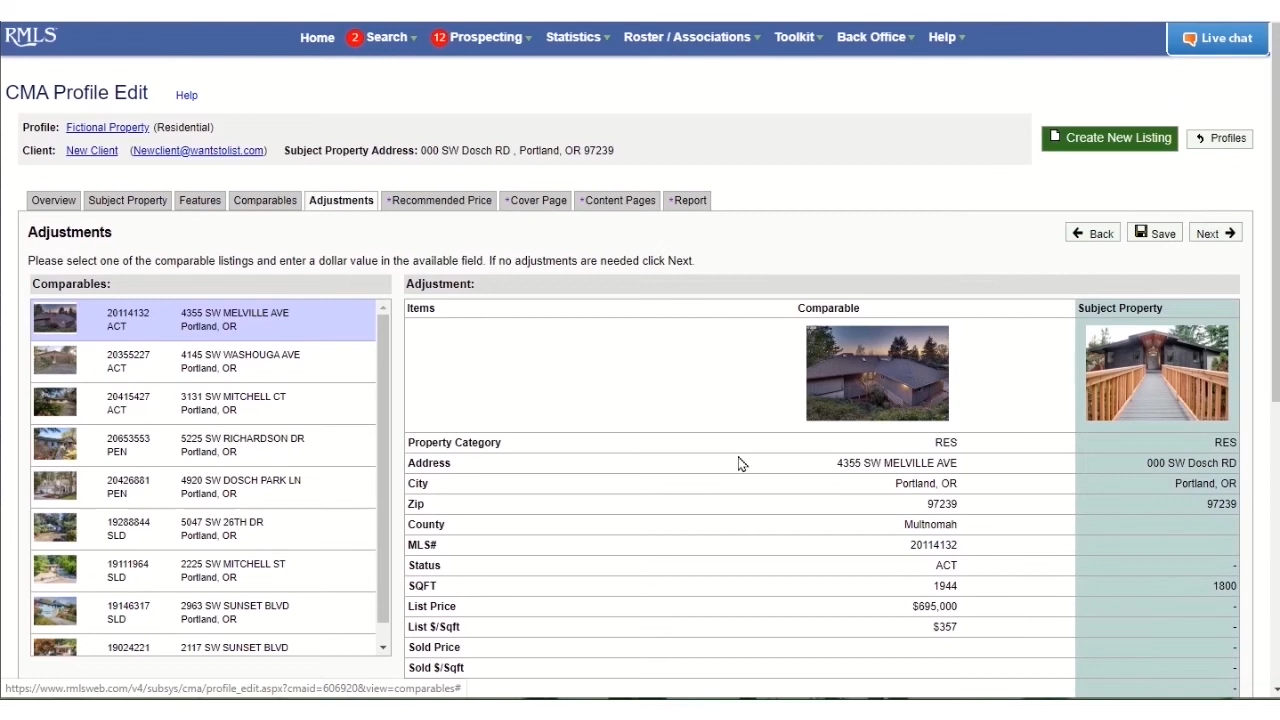 RMLS
Home 2 Search 12 Prospecting Statistics Roster / Associations Toolkit Back Office Help
Live chat
CMA Profile Edit Help
Profile: Fictional Property (Residential)
Client: New Client (Newclient@wantstolist.com) Subject Property Address: 000 SW Dosch RD , Portland, OR 97239
Create New Listing Profiles
Overview Subject Property Features Comparables Adjustments +Recommended Price +Cover Page +Content Pages +Report
Adjustments
Back Save Next
Please select one of the comparable listings and enter a dollar value in the available field. If no adjustments are needed click Next.
Comparables:
20114132 4355 SW MELVILLE AVE
ACT Portland, OR
20355227 4145 SW WASHOUGA AVE
ACT Portland, OR
20415427 3131 SW MITCHELL CT
ACT Portland, OR
20653553 5225 SW RICHARDSON DR
PEN Portland, OR
20426881 4920 SW DOSCH PARK LN
PEN Portland, OR
19288844 5047 SW 26TH DR
SLD Portland, OR
19111964 2225 SW MITCHELL ST
SLD Portland, OR
19146317 2963 SW SUNSET BLVD
SLD Portland, OR
19024221 2117 SW SUNSET BLVD
Adjustment:
Items Comparable Subject Property
Property Category RES RES
Address 4355 SW MELVILLE AVE 000 SW Dosch RD
City Portland, OR Portland, OR
Zip 97239 97239
County Multnomah
MLS# 20114132
Status ACT -
SQFT 1944 1800
List Price $695,000 -
List $/Sqft $357 -
Sold Price -
Sold $/Sqft -
-
https://www.rmlsweb.com/v4/subsys/cma/profile_edit.aspx?cmaid=606920&view=comparables#